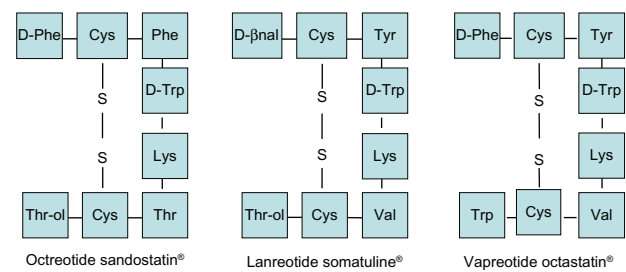 D-Phe Cys Phe D-βnal Cys Tyr D-Phe Cys Tyr
D-Trp D-Trp D-Trp
S S S
S Lys S Lys S Lys
Thr-ol Cys Thr Thr-ol Cys Val Trp Cys Val
Octreotide sandostatin® Lanreotide somatuline® Vapreotide octastatin®